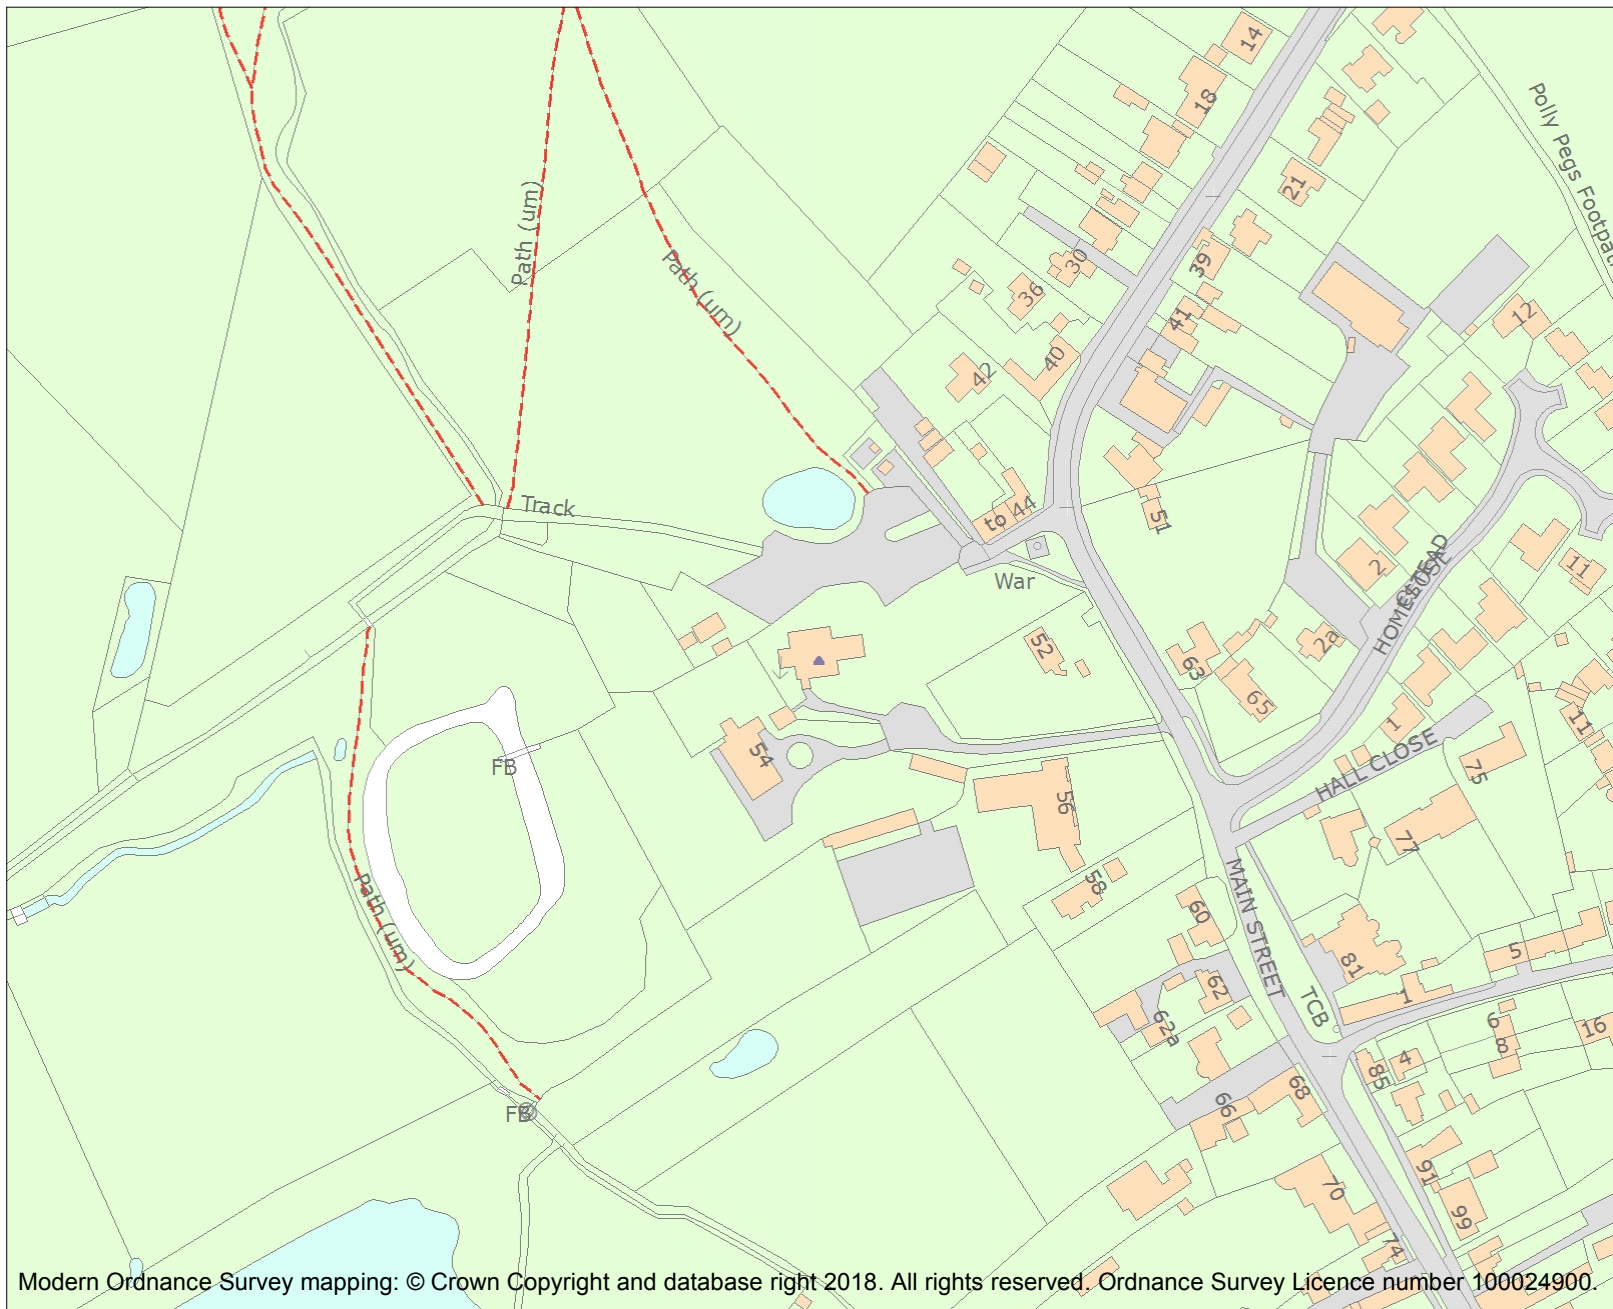 14
18
Polly Pegs Footpath
21
Path (um)
30
39
Path (um)
36
41
12
40
42
Track
to 44
51
War
2
11
HOMESTEAD
CLOSE
52
2a
63
65
1
11
54
FB
HALL CLOSE
75
56
77
58
MAIN STREET
60
Path (um)
81
5
62
1
TCB
62a
6
8
16
4
85
68
66
FB
91
70
99
74
Modern Ordnance Survey mapping: © Crown Copyright and database right 2018. All rights reserved. Ordnance Survey Licence number 100024900.